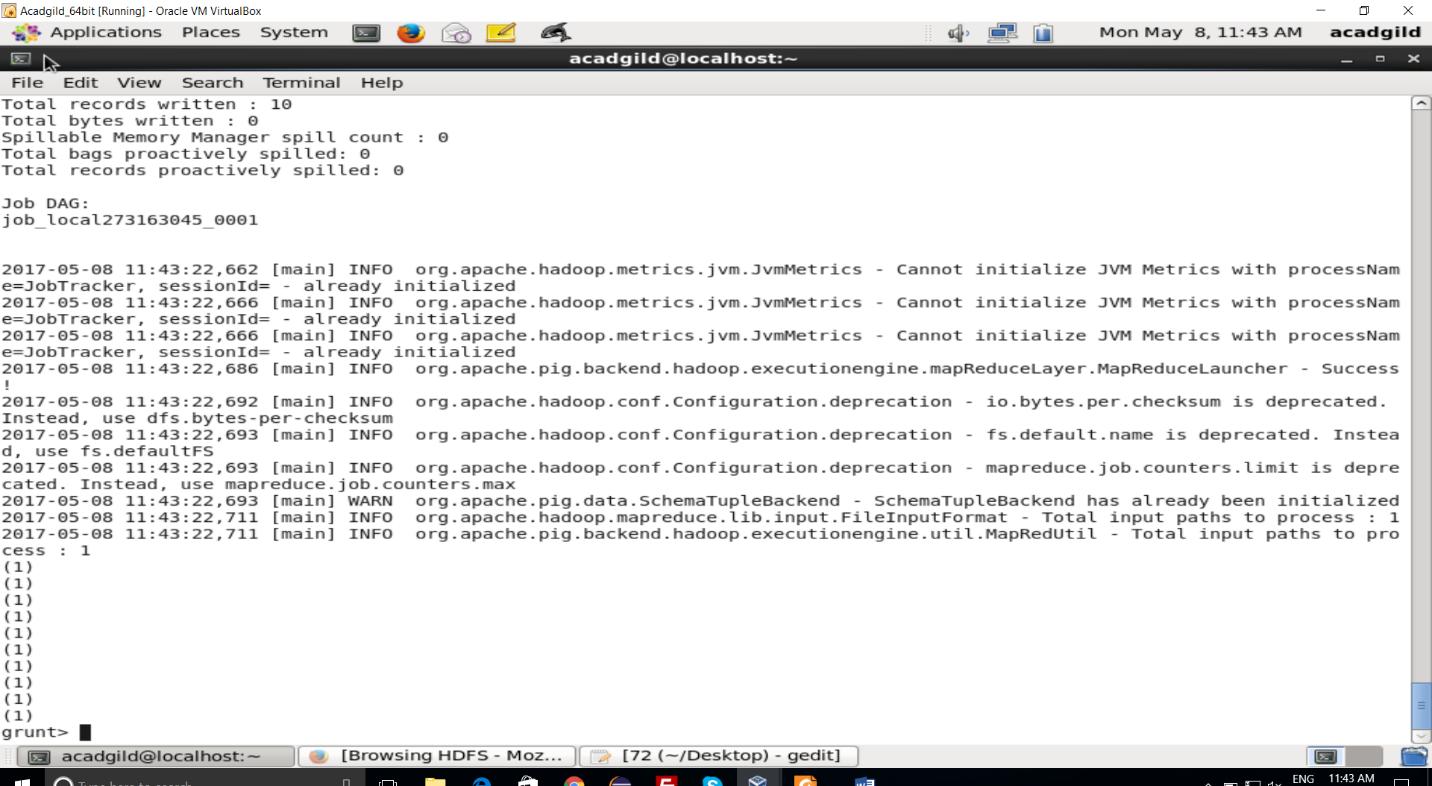 Acadgild_64bit [Running] - Oracle VM VirtualBox
Applications Places System Mon May 8, 11:43 AM acadgild
acadgild@localhost:~
File Edit View Search Terminal Help
Total records written : 10
Total bytes written : 0
Spillable Memory Manager spill count : 0
Total bags proactively spilled: 0
Total records proactively spilled: 0
Job DAG:
job_local273163045_0001
2017-05-08 11:43:22,662 [main] INFO  org.apache.hadoop.metrics.jvm.JvmMetrics - Cannot initialize JVM Metrics with processNam
e=JobTracker, sessionId= - already initialized
2017-05-08 11:43:22,666 [main] INFO  org.apache.hadoop.metrics.jvm.JvmMetrics - Cannot initialize JVM Metrics with processNam
e=JobTracker, sessionId= - already initialized
2017-05-08 11:43:22,666 [main] INFO  org.apache.hadoop.metrics.jvm.JvmMetrics - Cannot initialize JVM Metrics with processNam
e=JobTracker, sessionId= - already initialized
2017-05-08 11:43:22,686 [main] INFO  org.apache.pig.backend.hadoop.executionengine.mapReduceLayer.MapReduceLauncher - Success
!
2017-05-08 11:43:22,692 [main] INFO  org.apache.hadoop.conf.Configuration.deprecation - io.bytes.per.checksum is deprecated.
Instead, use dfs.bytes-per-checksum
2017-05-08 11:43:22,693 [main] INFO  org.apache.hadoop.conf.Configuration.deprecation - fs.default.name is deprecated. Instea
d, use fs.defaultFS
2017-05-08 11:43:22,693 [main] INFO  org.apache.hadoop.conf.Configuration.deprecation - mapreduce.job.counters.limit is depre
cated. Instead, use mapreduce.job.counters.max
2017-05-08 11:43:22,693 [main] WARN  org.apache.pig.data.SchemaTupleBackend - SchemaTupleBackend has already been initialized
2017-05-08 11:43:22,711 [main] INFO  org.apache.hadoop.mapreduce.lib.input.FileInputFormat - Total input paths to process : 1
2017-05-08 11:43:22,711 [main] INFO  org.apache.pig.backend.hadoop.executionengine.util.MapRedUtil - Total input paths to pro
cess : 1
(1)
(1)
(1)
(1)
(1)
(1)
(1)
(1)
(1)
(1)
grunt>
acadgild@localhost:~ [Browsing HDFS - Moz... [72 (~/Desktop) - gedit]
ENG 11:43 AM